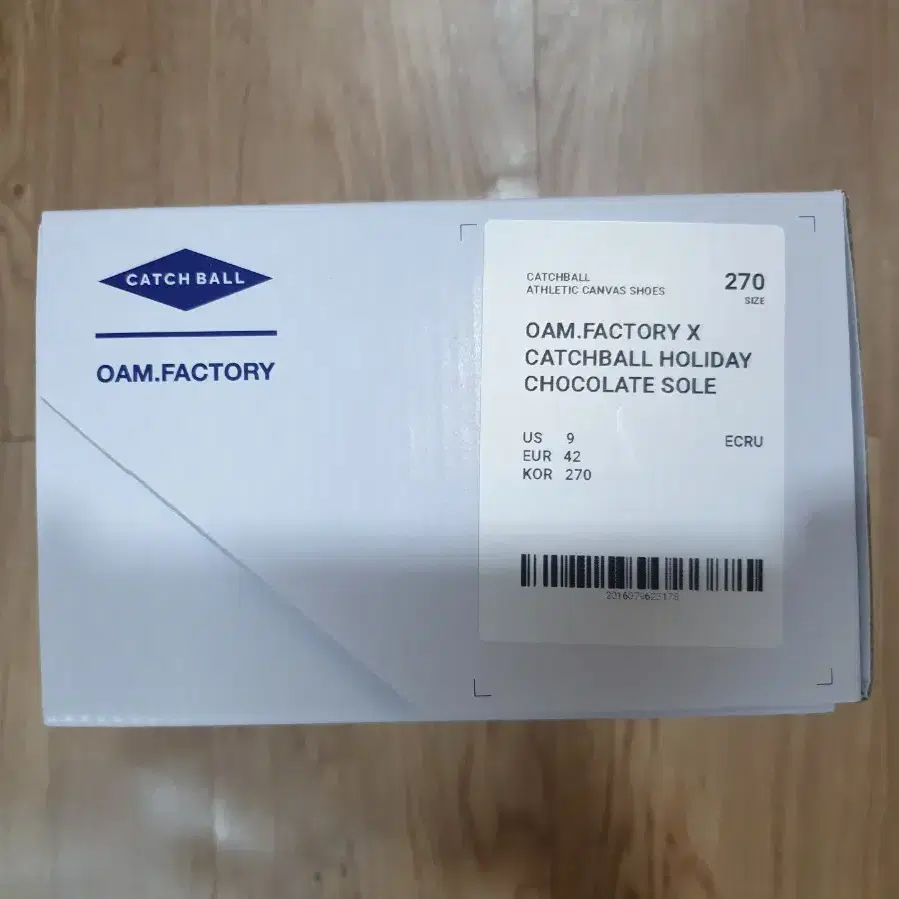 CATCH BALL
OAM.FACTORY
CATCHBALL
ATHLETIC CANVAS SHOES
270
SIZE
OAM.FACTORY X
CATCHBALL HOLIDAY
CHOCOLATE SOLE
US 9
EUR 42
KOR 270
ECRU